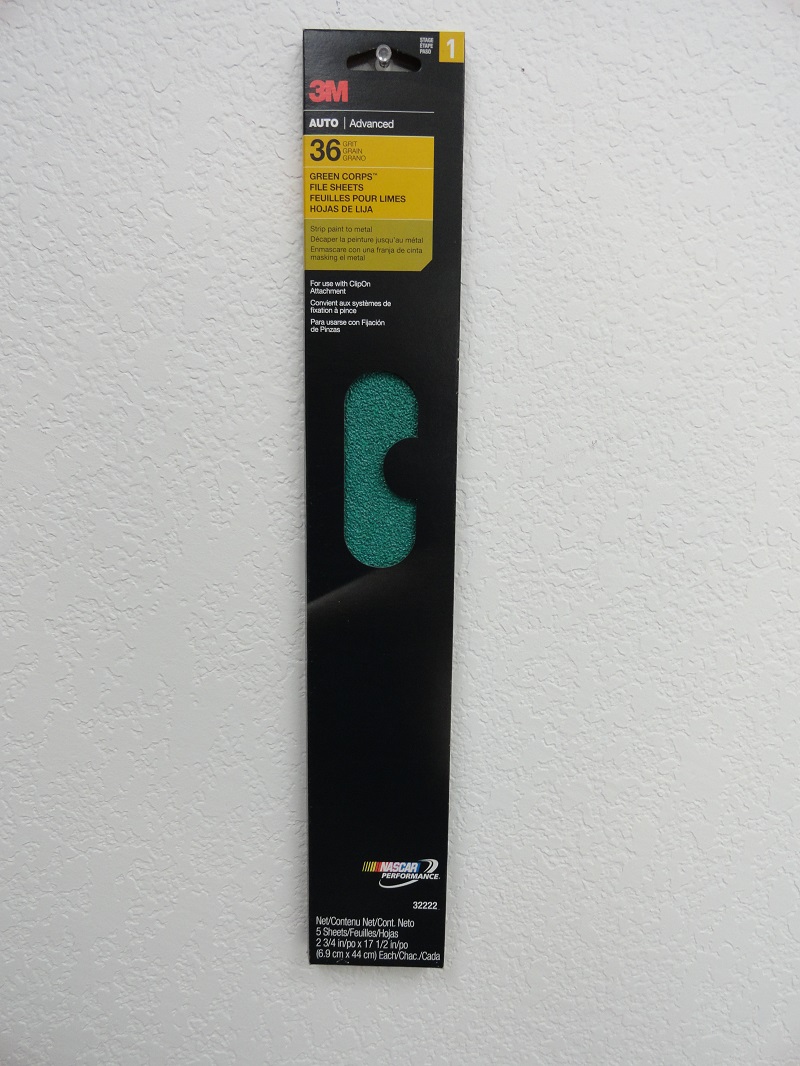 STAGE
ÉTAPE
PASO
1
3M
AUTO | Advanced
36 GRIT
GRAIN
GRANO
GREEN CORPS™
FILE SHEETS
FEUILLES POUR LIMES
HOJAS DE LIJA
Strip paint to metal
Décaper la peinture jusqu'au métal
Enmascare con una franja de cinta
masking el metal
For use with ClipOn
Attachment
Convient aux systèmes de
fixation à pince
Para usarse con Fijación
de Pinzas
NASCAR
PERFORMANCE.
32222
Net/Contenu Net/Cont. Neto
5 Sheets/Feuilles/Hojas
2 3/4 in/po x 17 1/2 in/po
(6.9 cm x 44 cm) Each/Chac./Cada